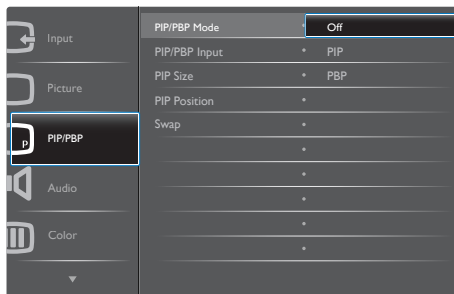 Input
Picture
PIP/PBP
Audio
Color
PIP/PBP Mode
PIP/PBP Input
PIP Size
PIP Position
Swap
Off
PIP
PBP